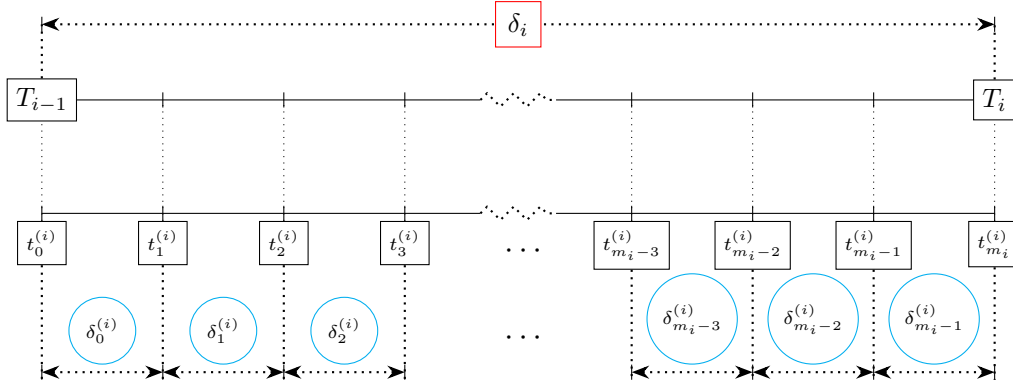 δ_i
T_{i−1} T_i
t_0^{(i)} t_1^{(i)} t_2^{(i)} t_3^{(i)} ... t_{m_i−3}^{(i)} t_{m_i−2}^{(i)} t_{m_i−1}^{(i)} t_{m_i}^{(i)}
δ_0^{(i)} δ_1^{(i)} δ_2^{(i)} ... δ_{m_i−3}^{(i)} δ_{m_i−2}^{(i)} δ_{m_i−1}^{(i)}